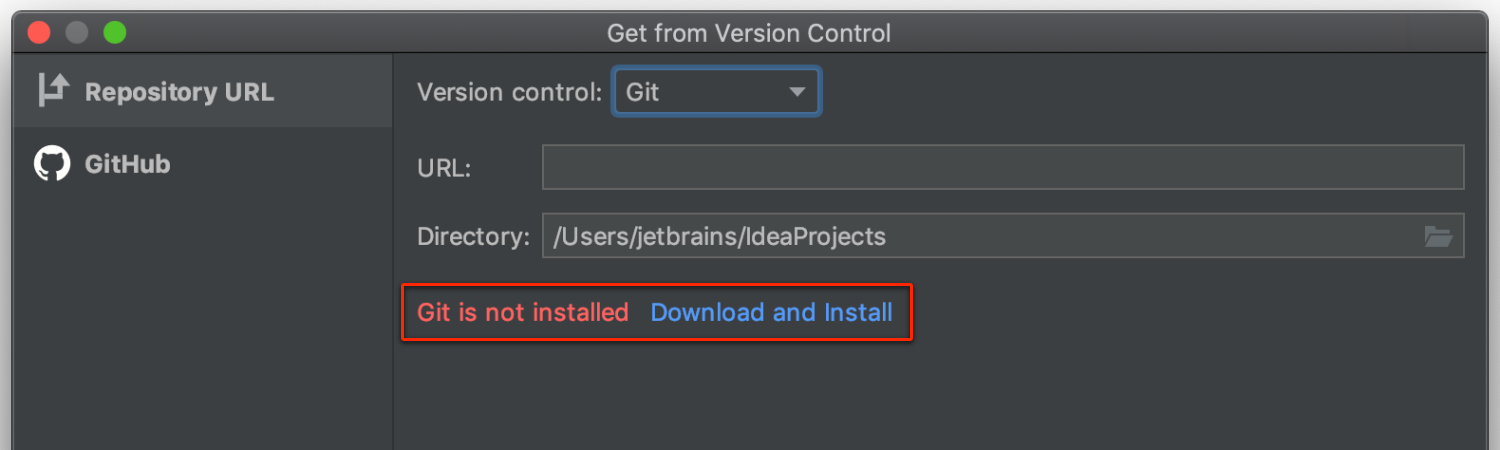 Get from Version Control
Repository URL
GitHub
Version control: Git
URL:
Directory: /Users/jetbrains/IdeaProjects
Git is not installed Download and Install